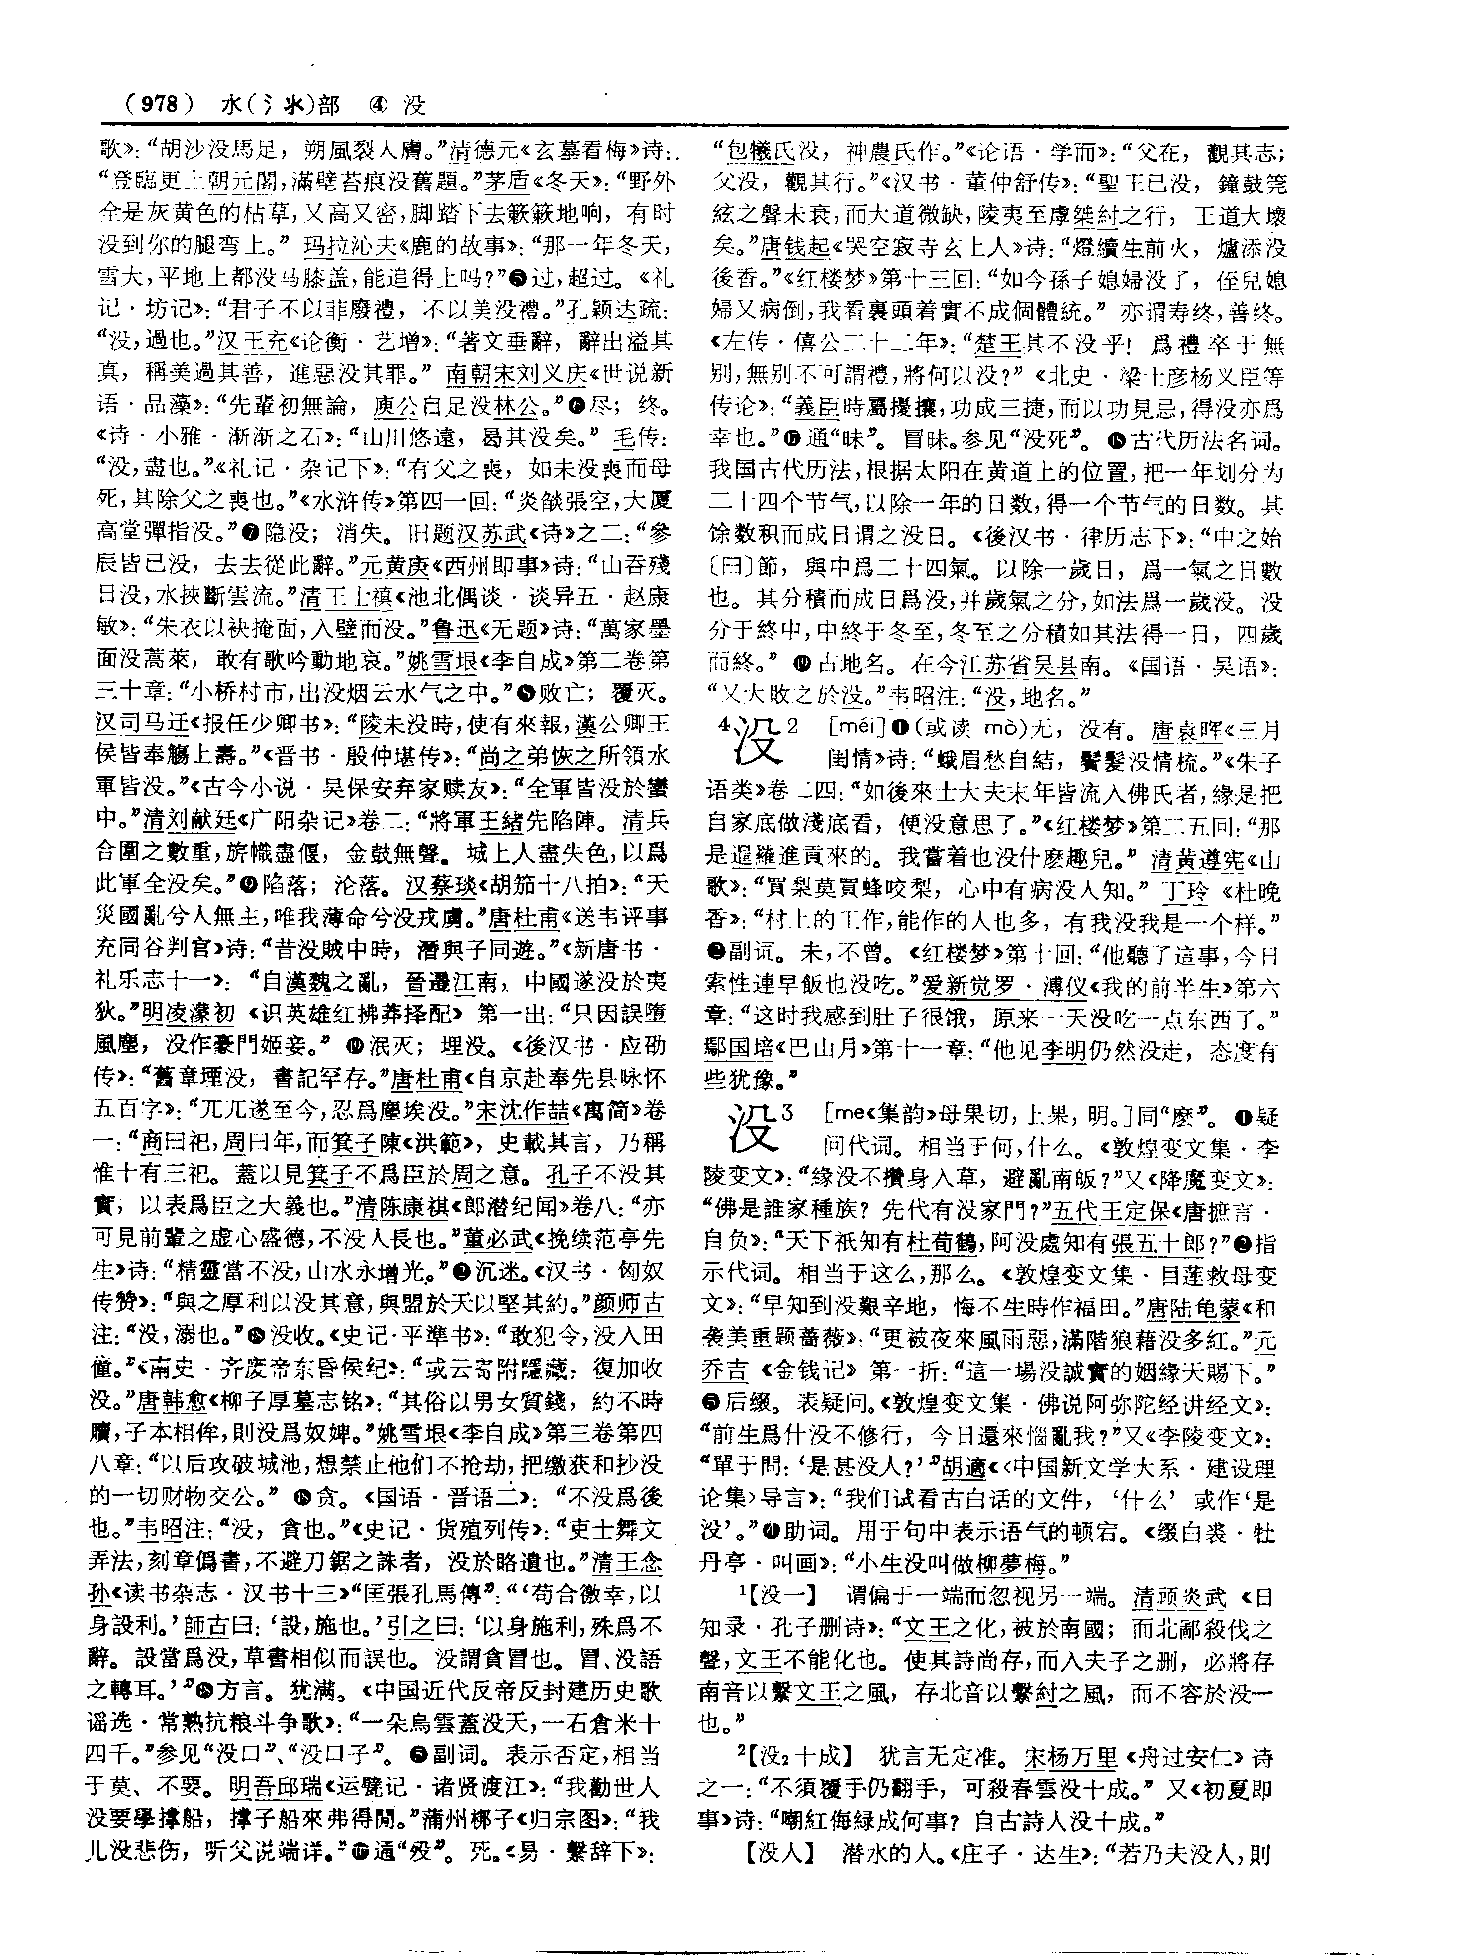 （978） 水(氵氺)部 ④ 没
歌》：“胡沙没馬足，朔風裂人膚。”清德元《玄墓看梅》诗：
“登臨更上朝元閣，滿壁苔痕没舊題。”茅盾《冬天》：“野外
全是灰黄色的枯草，又高又密，脚踏下去簌簌地响，有时
没到你的腿弯上。” 玛拉沁夫《鹿的故事》：“那一年冬天，
雪大，平地上都没马膝盖，能追得上吗？”❺过，超过。《礼
记·坊记》：“君子不以菲廢禮，不以美没禮。”孔颖达疏：
“没，過也。”汉王充《论衡·艺增》：“著文垂辭，辭出溢其
真，稱美過其善，進惡没其罪。” 南朝宋刘义庆《世说新
语·品藻》：“先輩初無論，庾公自足没林公。”❻尽；终。
《诗·小雅·渐渐之石》：“山川悠遠，曷其没矣。” 毛传：
“没，盡也。”《礼记·杂记下》：“有父之喪，如未没喪而母
死，其除父之喪也。”《水浒传》第四一回：“炎燄張空，大厦
高堂彈指没。”❼隐没；消失。旧题汉苏武《诗》之二：“參
辰皆已没，去去從此辭。”元黄庚《西州即事》诗：“山吞殘
日没，水挾斷雲流。”清王士禛《池北偶谈·谈异五·赵康
敏》：“朱衣以袂掩面，入壁而没。”鲁迅《无题》诗：“萬家墨
面没蒿萊，敢有歌吟動地哀。”姚雪垠《李自成》第二卷第
三十章：“小桥村市，出没烟云水气之中。”❽败亡；覆灭。
汉司马迁《报任少卿书》：“陵未没時，使有來報，漢公卿王
侯皆奉觴上壽。”《晋书·殷仲堪传》：“尚之弟恢之所領水
軍皆没。”《古今小说·吴保安弃家赎友》：“全軍皆没於蠻
中。”清刘献廷《广阳杂记》卷二：“將軍王緒先陷陣。清兵
合圍之數重，旂幟盡偃，金鼓無聲。城上人盡失色，以爲
此軍全没矣。”❾陷落；沦落。汉蔡琰《胡笳十八拍》：“天
災國亂兮人無主，唯我薄命兮没戎虜。”唐杜甫《送韦评事
充同谷判官》诗：“昔没賊中時，潛與子同遊。”《新唐书·
礼乐志十一》：“自漢魏之亂，晉遷江南，中國遂没於夷
狄。”明凌濛初《识英雄红拂莽择配》第一出：“只因誤墮
風塵，没作豪門姬妾。” ❿泯灭；埋没。《後汉书·应劭
传》：“舊章堙没，書記罕存。”唐杜甫《自京赴奉先县咏怀
五百字》：“兀兀遂至今，忍爲塵埃没。”宋沈作喆《寓简》卷
一：“商曰祀，周曰年，而箕子陳《洪範》，史載其言，乃稱
惟十有三祀。蓋以見箕子不爲臣於周之意。孔子不没其
實，以表爲臣之大義也。”清陈康祺《郎潜纪闻》卷八：“亦
可見前輩之虚心盛德，不没人長也。”董必武《挽续范亭先
生》诗：“精靈當不没，山水永增光。”⓫沉迷。《汉书·匈奴
传赞》：“與之厚利以没其意，與盟於天以堅其約。”颜师古
注：“没，溺也。”⓬没收。《史记·平準书》：“敢犯令，没入田
僮。”《南史·齐废帝东昏侯纪》：“或云寄附隱藏，復加收
没。”唐韩愈《柳子厚墓志铭》：“其俗以男女質錢，約不時
贖，子本相侔，則没爲奴婢。”姚雪垠《李自成》第三卷第四
八章：“以后攻破城池，想禁止他们不抢劫，把缴获和抄没
的一切财物交公。” ⓭贪。《国语·晋语二》：“不没爲後
也。”韦昭注：“没，貪也。”《史记·货殖列传》：“吏士舞文
弄法，刻章僞書，不避刀鋸之誅者，没於賂遺也。”清王念
孙《读书杂志·汉书十三》“匡張孔馬傳”：“‘苟合徼幸，以
身設利。’師古曰：‘設，施也。’引之曰：‘以身施利，殊爲不
辭。設當爲没，草書相似而誤也。没謂貪冒也。冒、没語
之轉耳。’”⓮方言。犹满。《中国近代反帝反封建历史歌
谣选·常熟抗粮斗争歌》：“一朵烏雲蓋没天，一石倉米十
四千。”参见“没口”、“没口子”。⓯副词。表示否定，相当
于莫、不要。明吾邱瑞《运甓记·诸贤渡江》：“我勸世人
没要學撑船，撑子船來弗得閒。”蒲州梆子《归宗图》：“我
儿没悲伤，听父说端详。”⓰通“殁”。死。《易·繫辞下》：
“包犧氏没，神農氏作。”《论语·学而》：“父在，觀其志；
父没，觀其行。”《汉书·董仲舒传》：“聖王已没，鐘鼓筦
絃之聲未衰，而大道微缺，陵夷至虖桀紂之行，王道大壞
矣。”唐钱起《哭空寂寺玄上人》诗：“燈續生前火，爐添没
後香。”《红楼梦》第十三回：“如今孫子媳婦没了，侄兒媳
婦又病倒，我看裏頭着實不成個體統。” 亦谓寿终，善终。
《左传·僖公二十二年》：“楚王其不没乎！爲禮卒于無
别，無别不可謂禮，將何以没？”《北史·梁士彦杨义臣等
传论》：“義臣時屬擾攘，功成三捷，而以功見忌，得没亦爲
幸也。”⓱通“昧”。冒昧。参见“没死”。 ⓲古代历法名词。
我国古代历法，根据太阳在黄道上的位置，把一年划分为
二十四个节气，以除一年的日数，得一个节气的日数。其
馀数积而成日谓之没日。《後汉书·律历志下》：“中之始
〔曰〕節，與中爲二十四氣。以除一歲日，爲一氣之日數
也。其分積而成日爲没，并歲氣之分，如法爲一歲没。没
分于終中，中終于冬至，冬至之分積如其法得一日，四歲
而終。” ⓳古地名。在今江苏省吴县南。《国语·吴语》：
“又大敗之於没。”韦昭注：“没，地名。”
4没2 [méi]❶(或读 mò)无，没有。唐袁晖《三月
闺情》诗：“蛾眉愁自結，鬢髮没情梳。”《朱子
语类》卷二四：“如後來士大夫末年皆流入佛氏者，緣是把
自家底做淺底看，便没意思了。”《红楼梦》第二五回：“那
是暹羅進貢來的。我嘗着也没什麽趣兒。” 清黄遵宪《山
歌》：“買梨莫買蜂咬梨，心中有病没人知。” 丁玲《杜晚
香》：“村上的工作，能作的人也多，有我没我是一个样。”
❷副词。未，不曾。《红楼梦》第十回：“他聽了這事，今日
索性連早飯也没吃。”爱新觉罗·溥仪《我的前半生》第六
章：“这时我感到肚子很饿，原来一天没吃一点东西了。”
鄢国培《巴山月》第十一章：“他见李明仍然没走，态度有
些犹豫。”
没3 [me《集韵》母果切，上果，明。]同“麽”。❶疑
问代词。相当于何，什么。《敦煌变文集·李
陵变文》：“緣没不攢身入草，避亂南皈？”又《降魔变文》：
“佛是誰家種族？先代有没家門？”五代王定保《唐摭言·
自负》：“天下祇知有杜荀鶴，阿没處知有張五十郎？”❷指
示代词。相当于这么，那么。《敦煌变文集·目莲救母变
文》：“早知到没艱辛地，悔不生時作福田。”唐陆龟蒙《和
袭美重题蔷薇》：“更被夜來風雨惡，滿階狼藉没多紅。”元
乔吉《金钱记》第一折：“這一場没誠實的姻緣天賜下。”
❸后缀。表疑问。《敦煌变文集·佛说阿弥陀经讲经文》：
“前生爲什没不修行，今日還來惱亂我？”又《李陵变文》：
“單于問：‘是甚没人？’”胡適《〈中国新文学大系·建设理
论集〉导言》：“我们试看古白话的文件，‘什么’或作‘是
没’。”❹助词。用于句中表示语气的顿宕。《缀白裘·牡
丹亭·叫画》：“小生没叫做柳夢梅。”
1【没一】 谓偏于一端而忽视另一端。清顾炎武《日
知录·孔子删诗》：“文王之化，被於南國；而北鄙殺伐之
聲，文王不能化也。使其詩尚存，而入夫子之删，必將存
南音以繫文王之風，存北音以繫紂之風，而不容於没一
也。”
2【没2十成】 犹言无定准。宋杨万里《舟过安仁》诗
之一：“不須覆手仍翻手，可殺春雲没十成。” 又《初夏即
事》诗：“嘲紅侮緑成何事？自古詩人没十成。”
【没人】 潜水的人。《庄子·达生》：“若乃夫没人，則